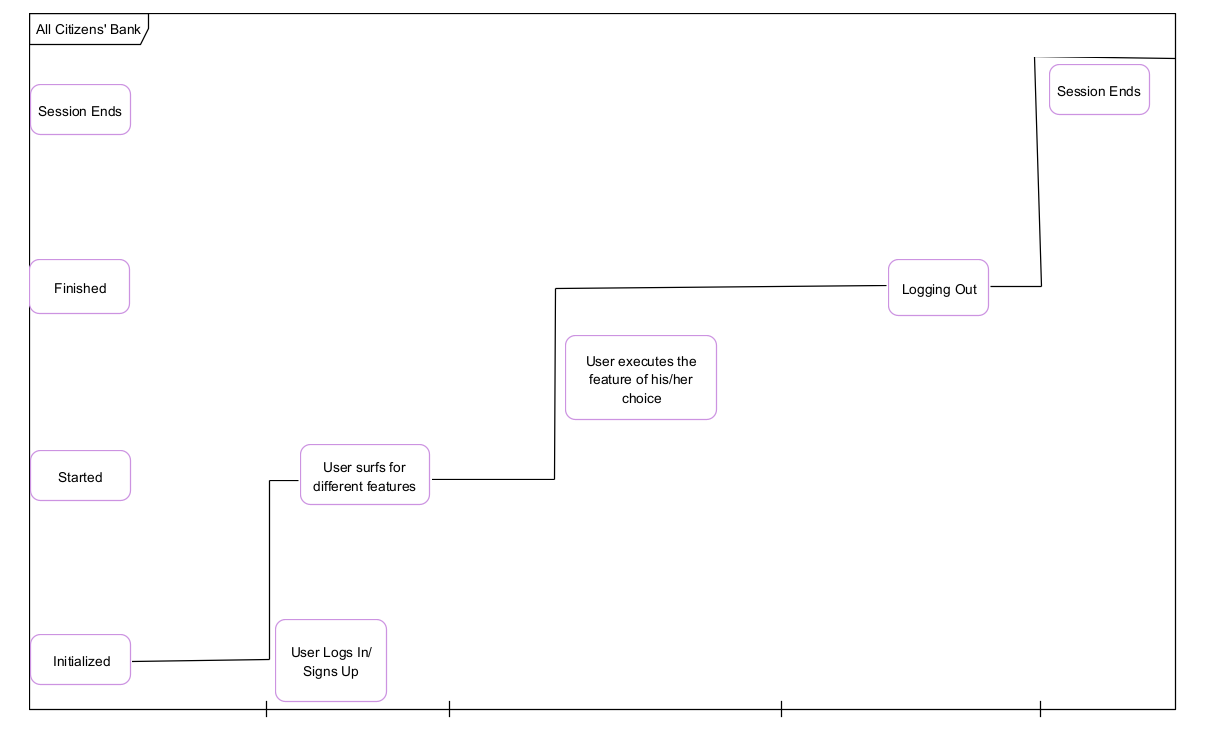 All Citizens' Bank
Session Ends
Session Ends
Finished
Logging Out
User executes the
feature of his/her
choice
Started
User surfs for
different features
Initialized
User Logs In/
Signs Up